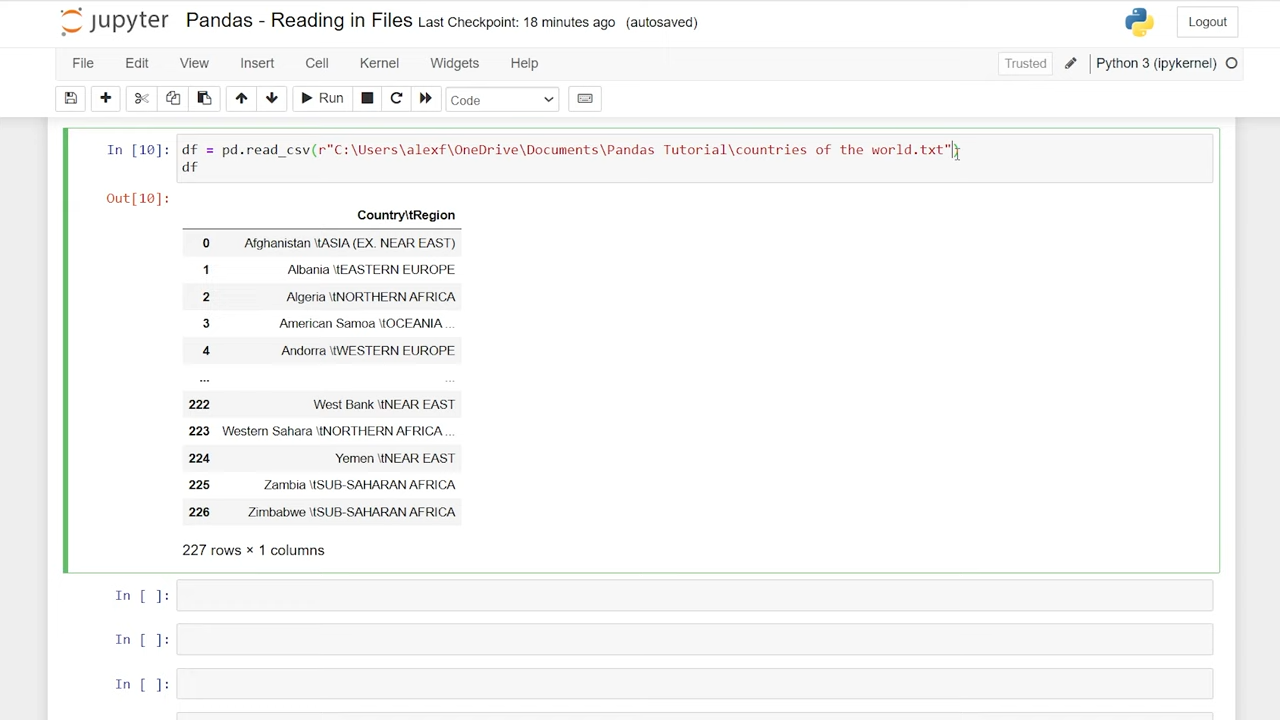 jupyter Pandas - Reading in Files Last Checkpoint: 18 minutes ago (autosaved) Logout
File Edit View Insert Cell Kernel Widgets Help Trusted Python 3 (ipykernel)
Run Code
In [10]: df = pd.read_csv(r"C:\Users\alexf\OneDrive\Documents\Pandas Tutorial\countries of the world.txt")
df
Out[10]:
Country\tRegion
0 Afghanistan \tASIA (EX. NEAR EAST)
1 Albania \tEASTERN EUROPE
2 Algeria \tNORTHERN AFRICA
3 American Samoa \tOCEANIA ...
4 Andorra \tWESTERN EUROPE
... ...
222 West Bank \tNEAR EAST
223 Western Sahara \tNORTHERN AFRICA ...
224 Yemen \tNEAR EAST
225 Zambia \tSUB-SAHARAN AFRICA
226 Zimbabwe \tSUB-SAHARAN AFRICA
227 rows × 1 columns
In [ ]:
In [ ]:
In [ ]: